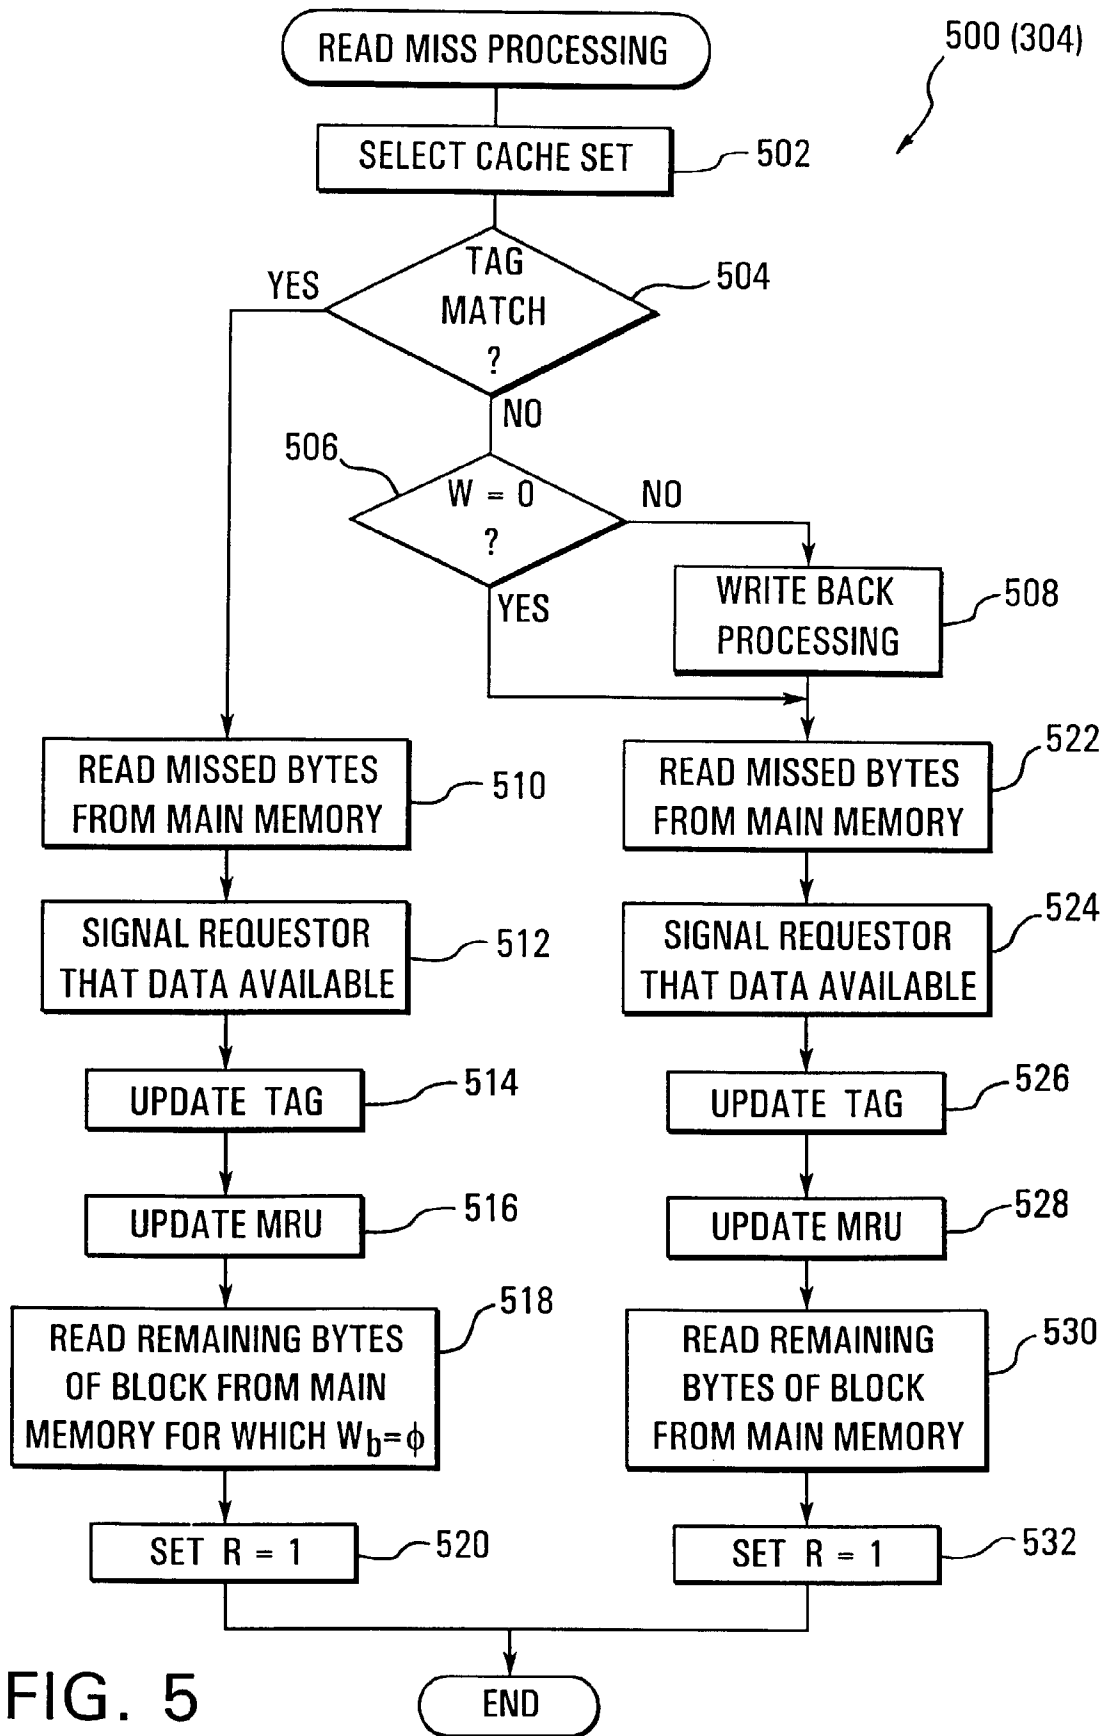 READ MISS PROCESSING
500 (304)
SELECT CACHE SET
502
TAG
MATCH
?
504
YES
NO
506
W = 0
?
NO
YES
WRITE BACK
PROCESSING
508
READ MISSED BYTES
FROM MAIN MEMORY
510
READ MISSED BYTES
FROM MAIN MEMORY
522
SIGNAL REQUESTOR
THAT DATA AVAILABLE
512
SIGNAL REQUESTOR
THAT DATA AVAILABLE
524
UPDATE TAG
514
UPDATE TAG
526
UPDATE MRU
516
UPDATE MRU
528
READ REMAINING BYTES
OF BLOCK FROM MAIN
MEMORY FOR WHICH Wb=ϕ
518
READ REMAINING
BYTES OF BLOCK
FROM MAIN MEMORY
530
SET R = 1
520
SET R = 1
532
END
FIG. 5